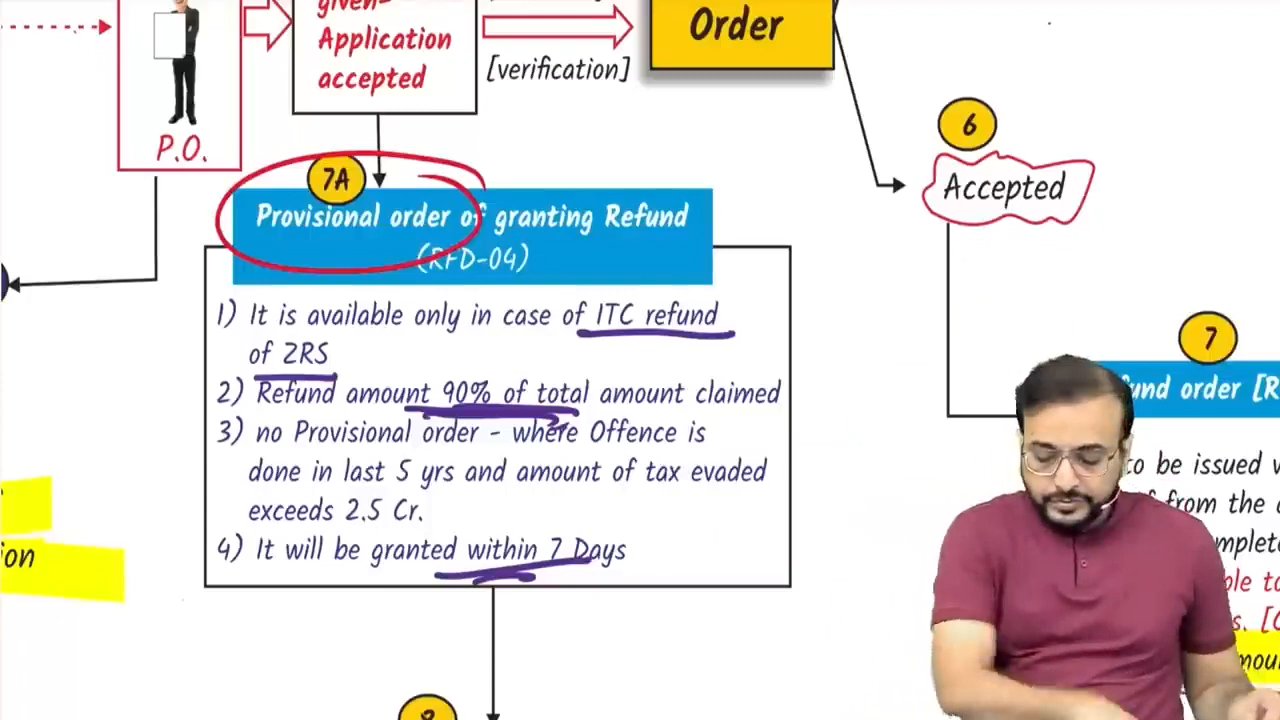 given-
Application
accepted
[verification]
Order
P.O.
6
Accepted
7A
Provisional order of granting Refund
(RFD-04)
1) It is available only in case of ITC refund
of ZRS
2) Refund amount 90% of total amount claimed
3) no Provisional order - where Offence is
done in last 5 yrs and amount of tax evaded
exceeds 2.5 Cr.
4) It will be granted within 7 Days
7
fund order [R
to be issued
from the
8